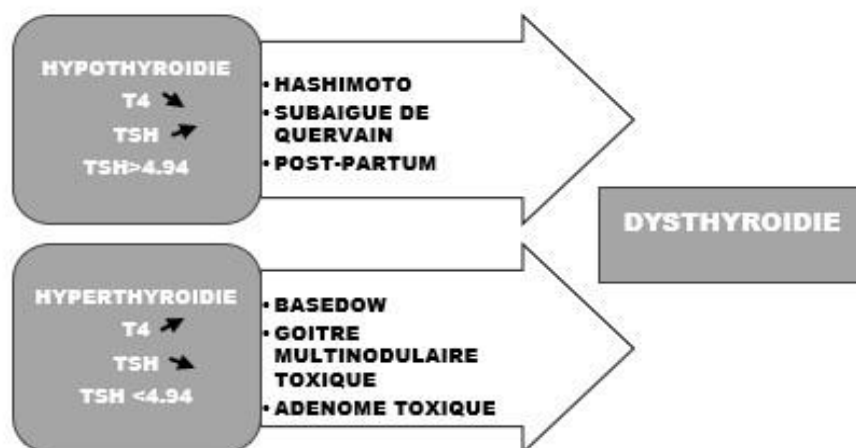 HYPOTHYROIDIE
T4
TSH
TSH>4.94
• HASHIMOTO
• SUBAIGUE DE
QUERVAIN
• POST-PARTUM
DYSTHYROIDIE
HYPERTHYROIDIE
T4
TSH
TSH <4.94
• BASEDOW
• GOITRE
MULTINODULAIRE
TOXIQUE
• ADENOME TOXIQUE